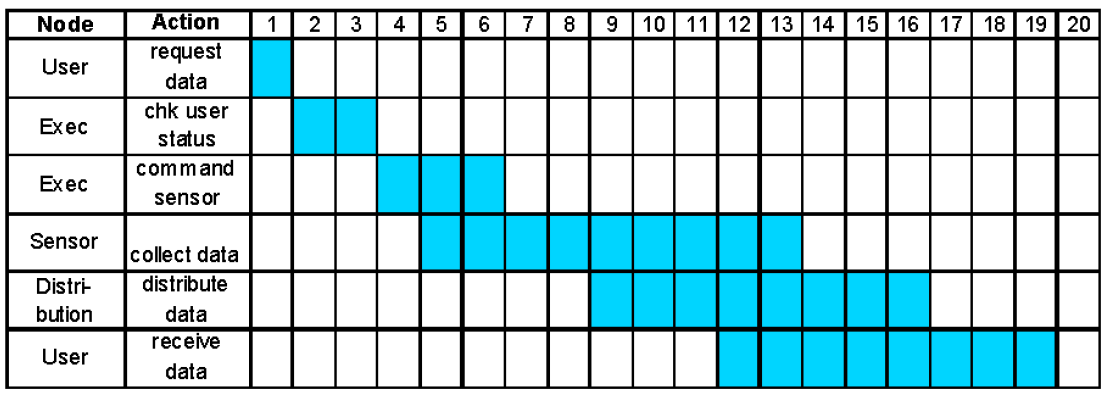 Node Action 1 2 3 4 5 6 7 8 9 10 11 12 13 14 15 16 17 18 19 20
User request data
Exec chk user status
Exec command sensor
Sensor collect data
Distri-
bution distribute data
User receive data